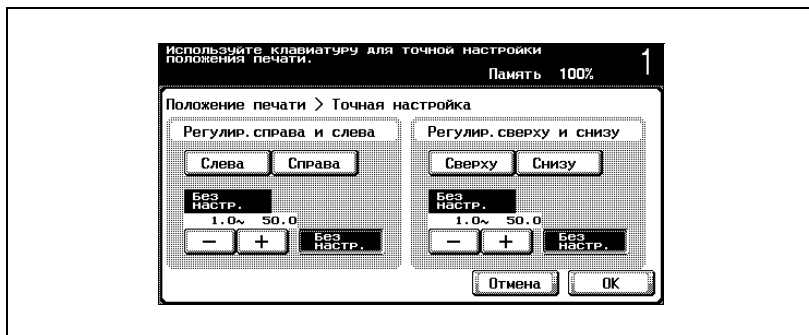 Используйте клавиатуру для точной настройки
положения печати.
Память 100% 1
Положение печати > Точная настройка
Регулир.справа и слева
Слева Справа
Без
настр.
1.0~ 50.0
− + Без
настр.
Регулир.сверху и снизу
Сверху Снизу
Без
настр.
1.0~ 50.0
− + Без
настр.
Отмена OK